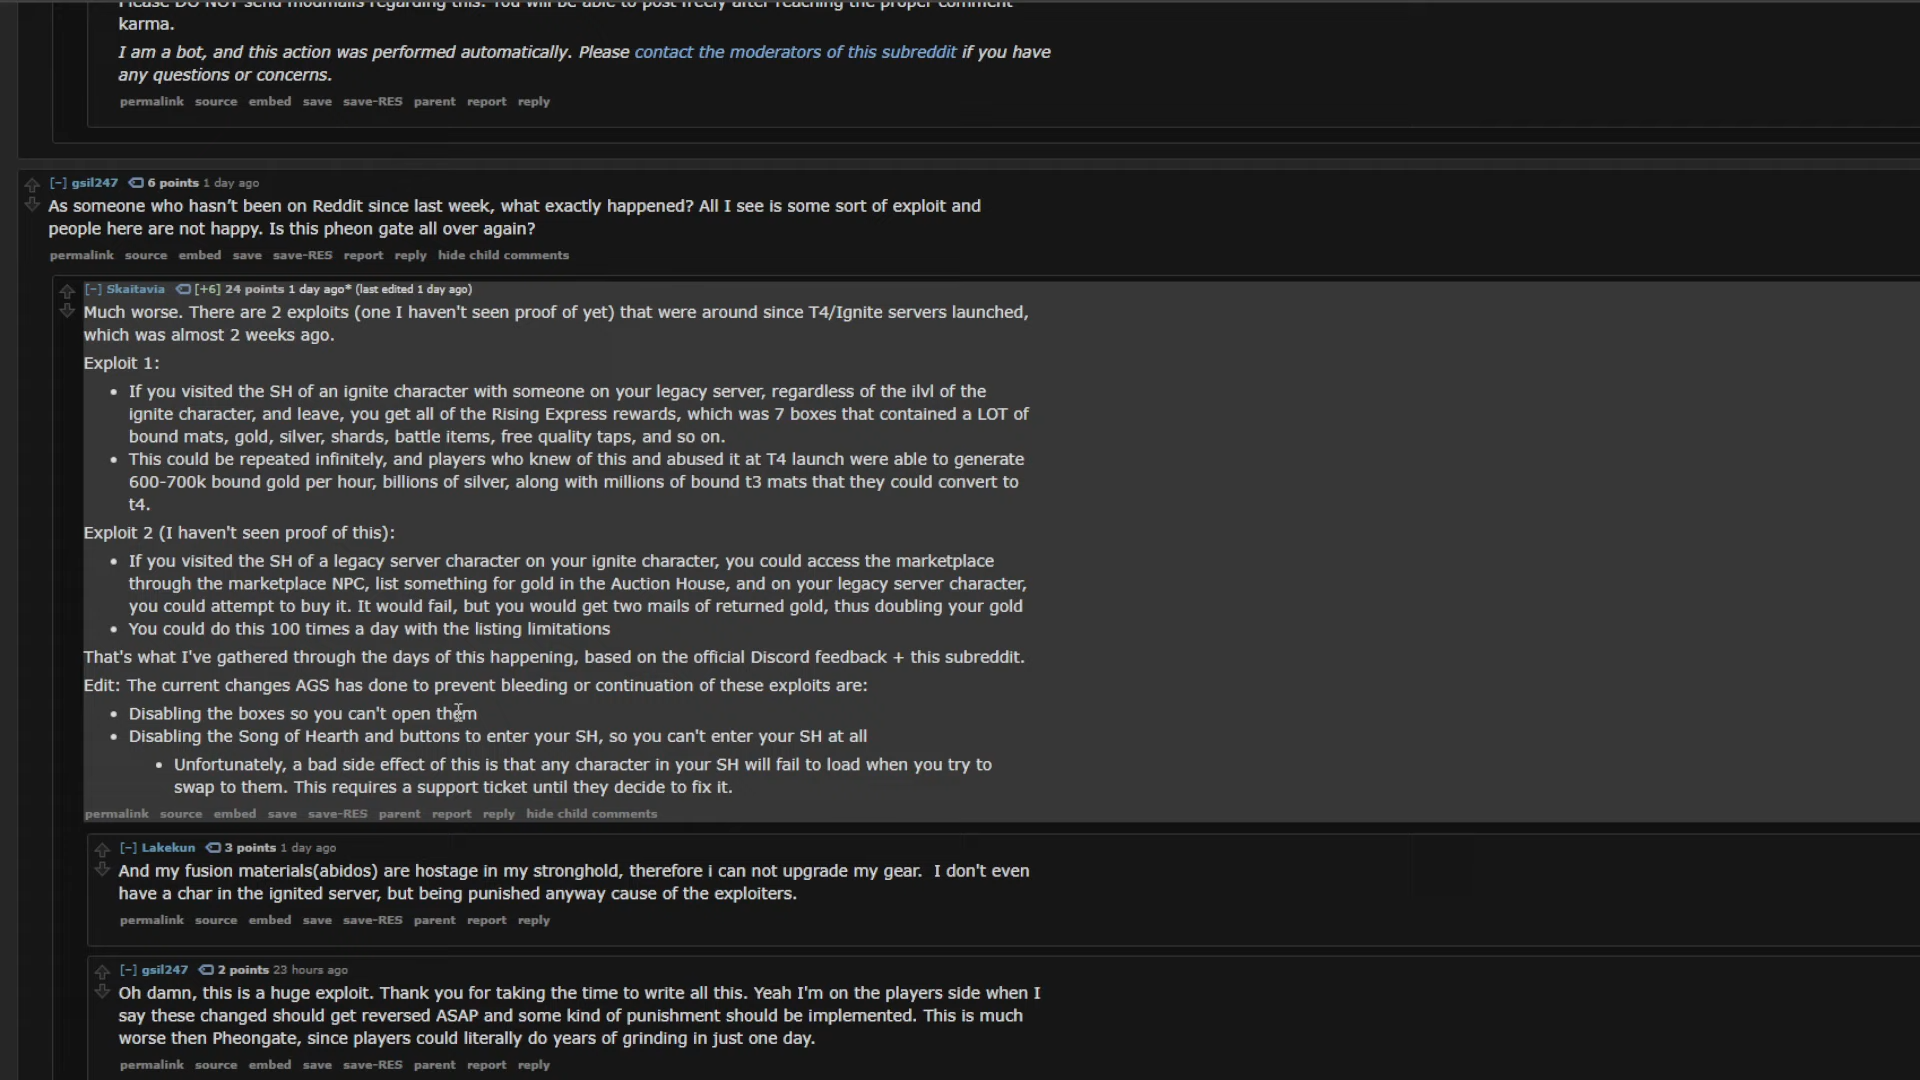 Please DO NOT send modmails regarding this. You will be able to post freely after reaching the proper comment
karma.
I am a bot, and this action was performed automatically. Please contact the moderators of this subreddit if you have
any questions or concerns.
permalink source embed save save-RES parent report reply
[–] gsil247 6 points 1 day ago
As someone who hasn't been on Reddit since last week, what exactly happened? All I see is some sort of exploit and
people here are not happy. Is this pheon gate all over again?
permalink source embed save save-RES report reply hide child comments
[–] Skaitavia [+6] 24 points 1 day ago* (last edited 1 day ago)
Much worse. There are 2 exploits (one I haven't seen proof of yet) that were around since T4/Ignite servers launched,
which was almost 2 weeks ago.
Exploit 1:
• If you visited the SH of an ignite character with someone on your legacy server, regardless of the ilvl of the
ignite character, and leave, you get all of the Rising Express rewards, which was 7 boxes that contained a LOT of
bound mats, gold, silver, shards, battle items, free quality taps, and so on.
• This could be repeated infinitely, and players who knew of this and abused it at T4 launch were able to generate
600-700k bound gold per hour, billions of silver, along with millions of bound t3 mats that they could convert to
t4.
Exploit 2 (I haven't seen proof of this):
• If you visited the SH of a legacy server character on your ignite character, you could access the marketplace
through the marketplace NPC, list something for gold in the Auction House, and on your legacy server character,
you could attempt to buy it. It would fail, but you would get two mails of returned gold, thus doubling your gold
• You could do this 100 times a day with the listing limitations
That's what I've gathered through the days of this happening, based on the official Discord feedback + this subreddit.
Edit: The current changes AGS has done to prevent bleeding or continuation of these exploits are:
• Disabling the boxes so you can't open them
• Disabling the Song of Hearth and buttons to enter your SH, so you can't enter your SH at all
• Unfortunately, a bad side effect of this is that any character in your SH will fail to load when you try to
swap to them. This requires a support ticket until they decide to fix it.
permalink source embed save save-RES parent report reply hide child comments
[–] Lakekun 3 points 1 day ago
And my fusion materials(abidos) are hostage in my stronghold, therefore i can not upgrade my gear. I don't even
have a char in the ignited server, but being punished anyway cause of the exploiters.
permalink source embed save save-RES parent report reply
[–] gsil247 2 points 23 hours ago
Oh damn, this is a huge exploit. Thank you for taking the time to write all this. Yeah I'm on the players side when I
say these changed should get reversed ASAP and some kind of punishment should be implemented. This is much
worse then Pheongate, since players could literally do years of grinding in just one day.
permalink source embed save save-RES parent report reply